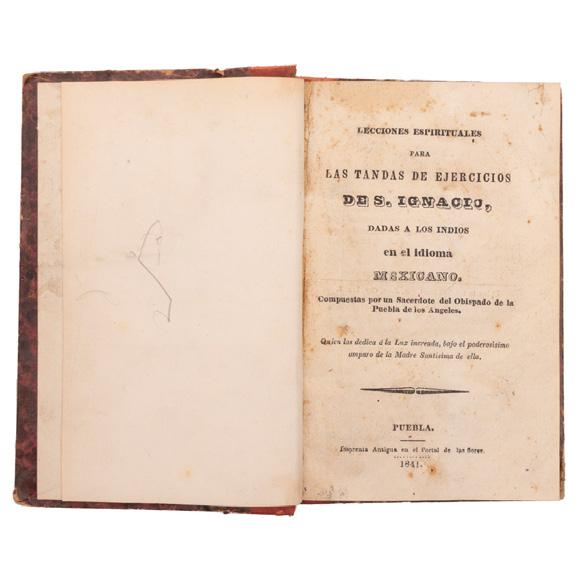 LECCIONES ESPIRITUALES
PARA
LAS TANDAS DE EJERCICIOS
DE S. IGNACIO,
DADAS A LOS INDIOS
en el idioma
MEXICANO.
Compuestas por un Sacerdote del Obispado de la
Puebla de los Angeles.
Quien las dedica á la Luz increada, bajo el poderosisimo
amparo de la Madre Santisima de ella.
PUEBLA.
Imprenta Antigua en el Portal de las flores.
1841.